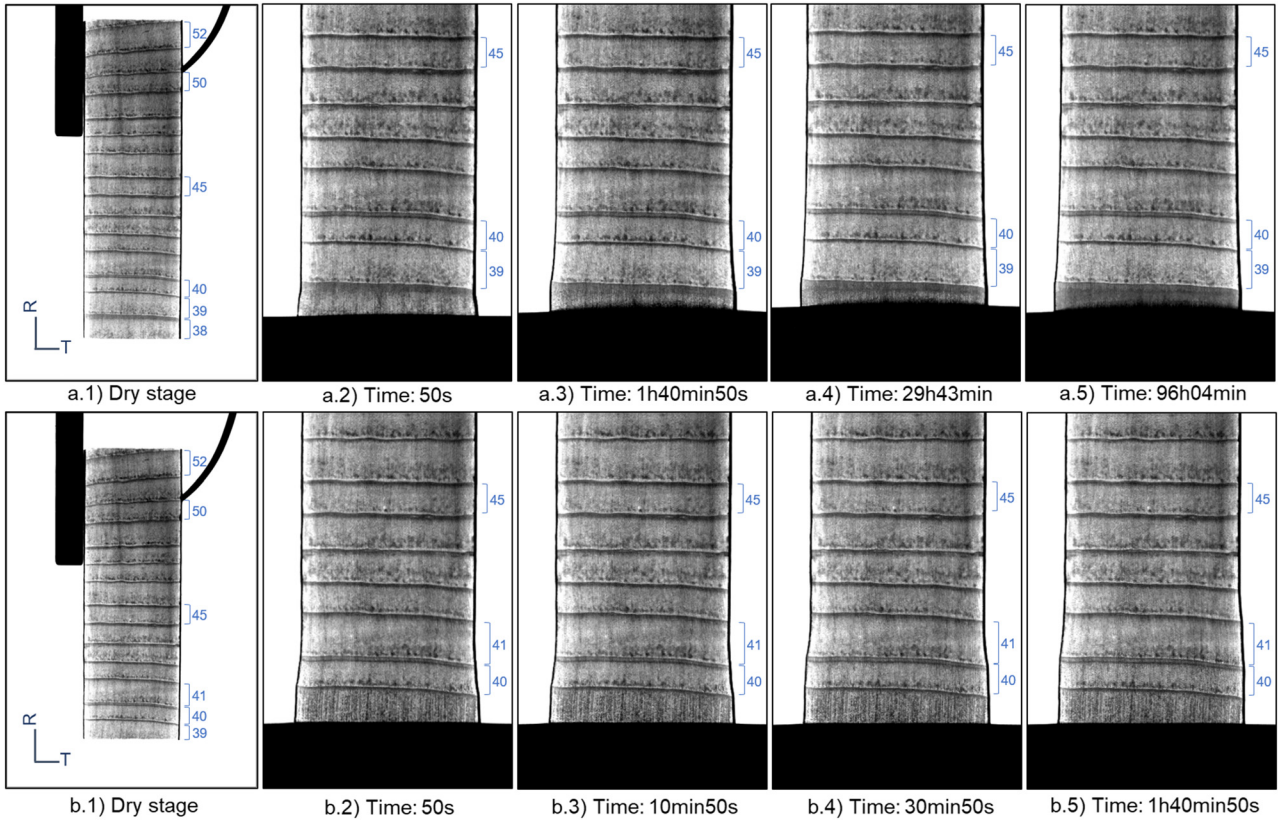 52
50
45
40
39
38
R
T
a.1) Dry stage
45
40
39
a.2) Time: 50s
45
40
39
a.3) Time: 1h40min50s
45
40
39
a.4) Time: 29h43min
45
40
39
a.5) Time: 96h04min
52
50
45
41
40
39
R
T
b.1) Dry stage
45
41
40
b.2) Time: 50s
45
41
40
b.3) Time: 10min50s
45
41
40
b.4) Time: 30min50s
45
41
40
b.5) Time: 1h40min50s